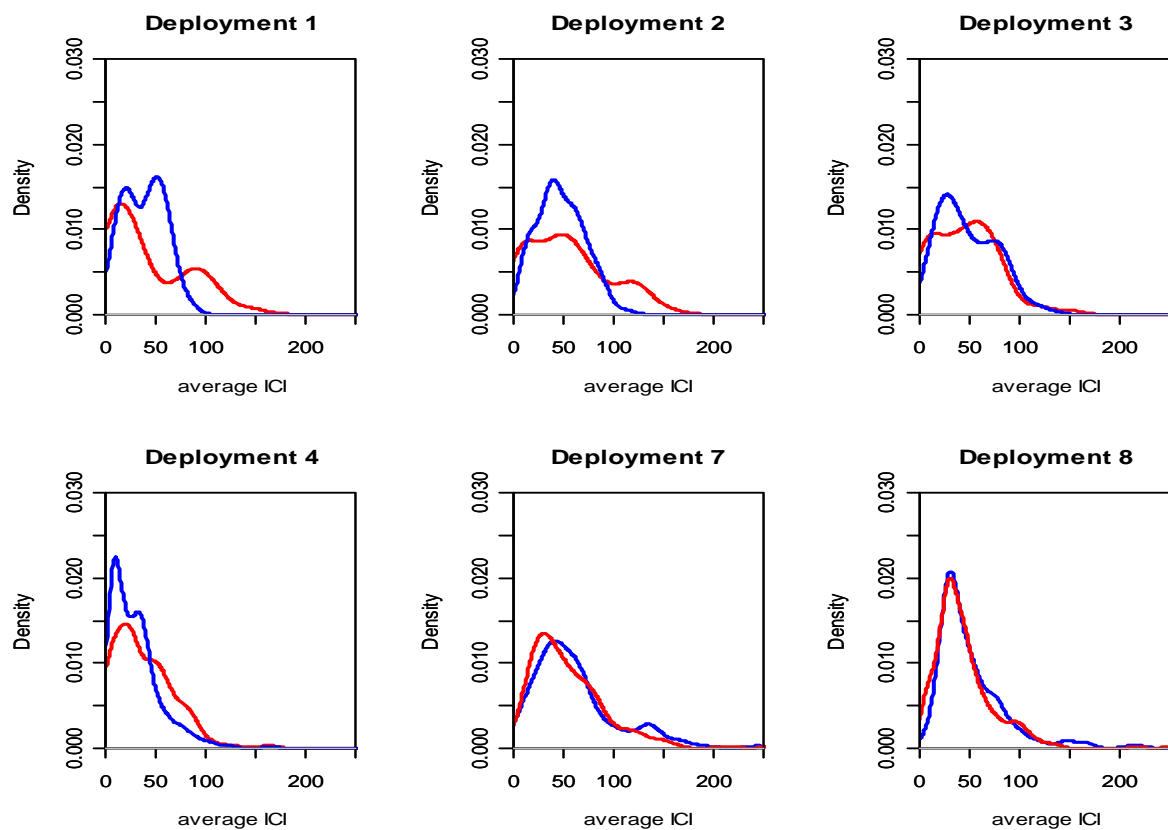 Deployment 1
Deployment 2
Deployment 3
0.030
0.020
0.010
0.000
Density
0 50 100 200
average ICI
0.030
0.020
0.010
0.000
Density
0 50 100 200
average ICI
0.030
0.020
0.010
0.000
Density
0 50 100 200
average ICI
Deployment 4
Deployment 7
Deployment 8
0.030
0.020
0.010
0.000
Density
0 50 100 200
average ICI
0.030
0.020
0.010
0.000
Density
0 50 100 200
average ICI
0.030
0.020
0.010
0.000
Density
0 50 100 200
average ICI